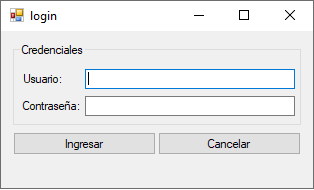 login
Credenciales
Usuario:
Contraseña:
Ingresar
Cancelar